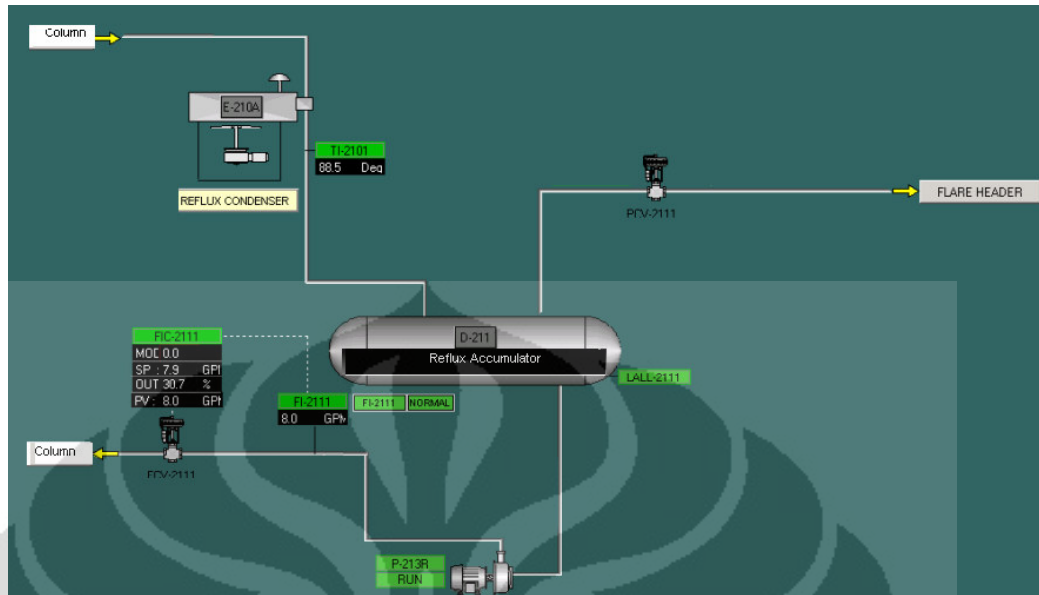 Column
E-210A
TI-2101
88.5 Deg
REFLUX CONDENSER
PCV-2111
FLARE HEADER
D-211
Reflux Accumulator
LALL-2111
FIC-2111
MOD 0.0
SP : 7.9 GPM
OUT 30.7 %
PV : 8.0 GPM
FI-2111
8.0 GPM
FI-2111 NORMAL
Column
FCV-2111
P-213R
RUN